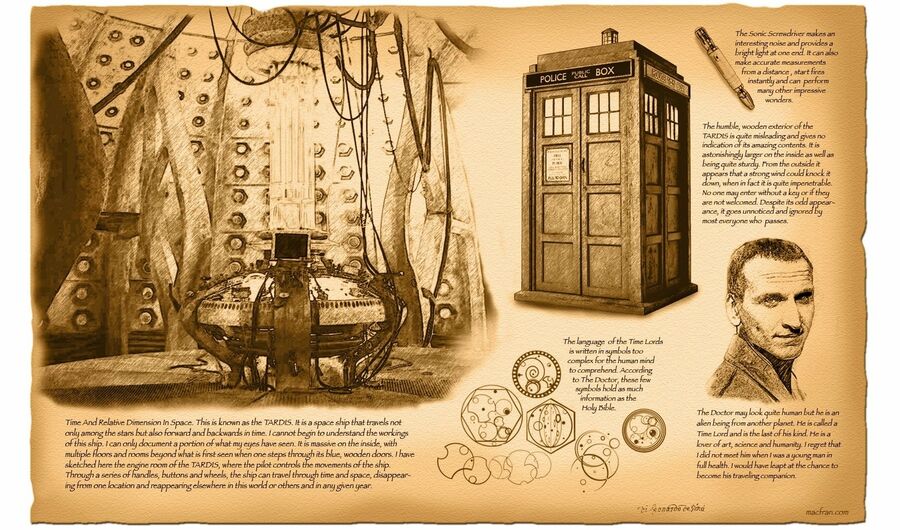 The Sonic Screwdriver makes an
interesting noise and provides a
bright light at one end. It can also
make accurate measurements
from a distance , start fires
instantly and can perform
many other impressive
wonders.
POLICE PUBLIC CALL BOX
The humble, wooden exterior of the
TARDIS is quite misleading and gives no
indication of its amazing contents. It is
astonishingly larger on the inside as well as
being quite sturdy. From the outside it
appears that a strong wind could knock it
down, when in fact it is quite impenetrable.
No one may enter without a key or if they
are not welcomed. Despite its odd appear-
ance, it goes unnoticed and ignored by
most everyone who passes.
The language of the Time Lords
is written in symbols too
complex for the human mind
to comprehend. According
to The Doctor, these few
symbols hold as much
information as the
Holy Bible.
Time And Relative Dimension In Space. This is known as the TARDIS. It is a space ship that travels not
only among the stars but also forward and backwards in time. I cannot begin to understand the workings
of this ship. I can only document a portion of what my eyes have seen. It is massive on the inside, with
multiple floors and rooms beyond what is first seen when one steps through its blue, wooden doors. I have
sketched here the engine room of the TARDIS, where the pilot controls the movements of the ship.
Through a series of handles, buttons and wheels, the ship can travel through time and space, disappear-
ing from one location and reappearing elsewhere in this world or others and in any given year.
The Doctor may look quite human but he is an
alien being from another planet. He is called a
Time Lord and is the last of his kind. He is a
lover of art, science and humanity. I regret that
I did not meet him when I was a young man in
full health. I would have leapt at the chance to
become his traveling companion.
macfran.com